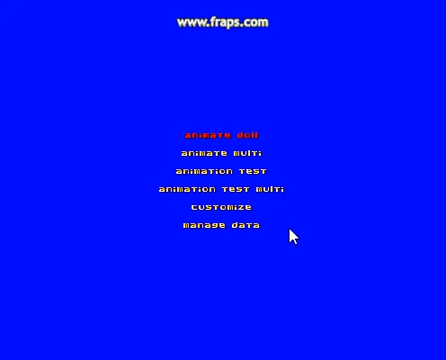 www.fraps.com
animate doll
animate multi
animation test
animation test multi
customize
manage data